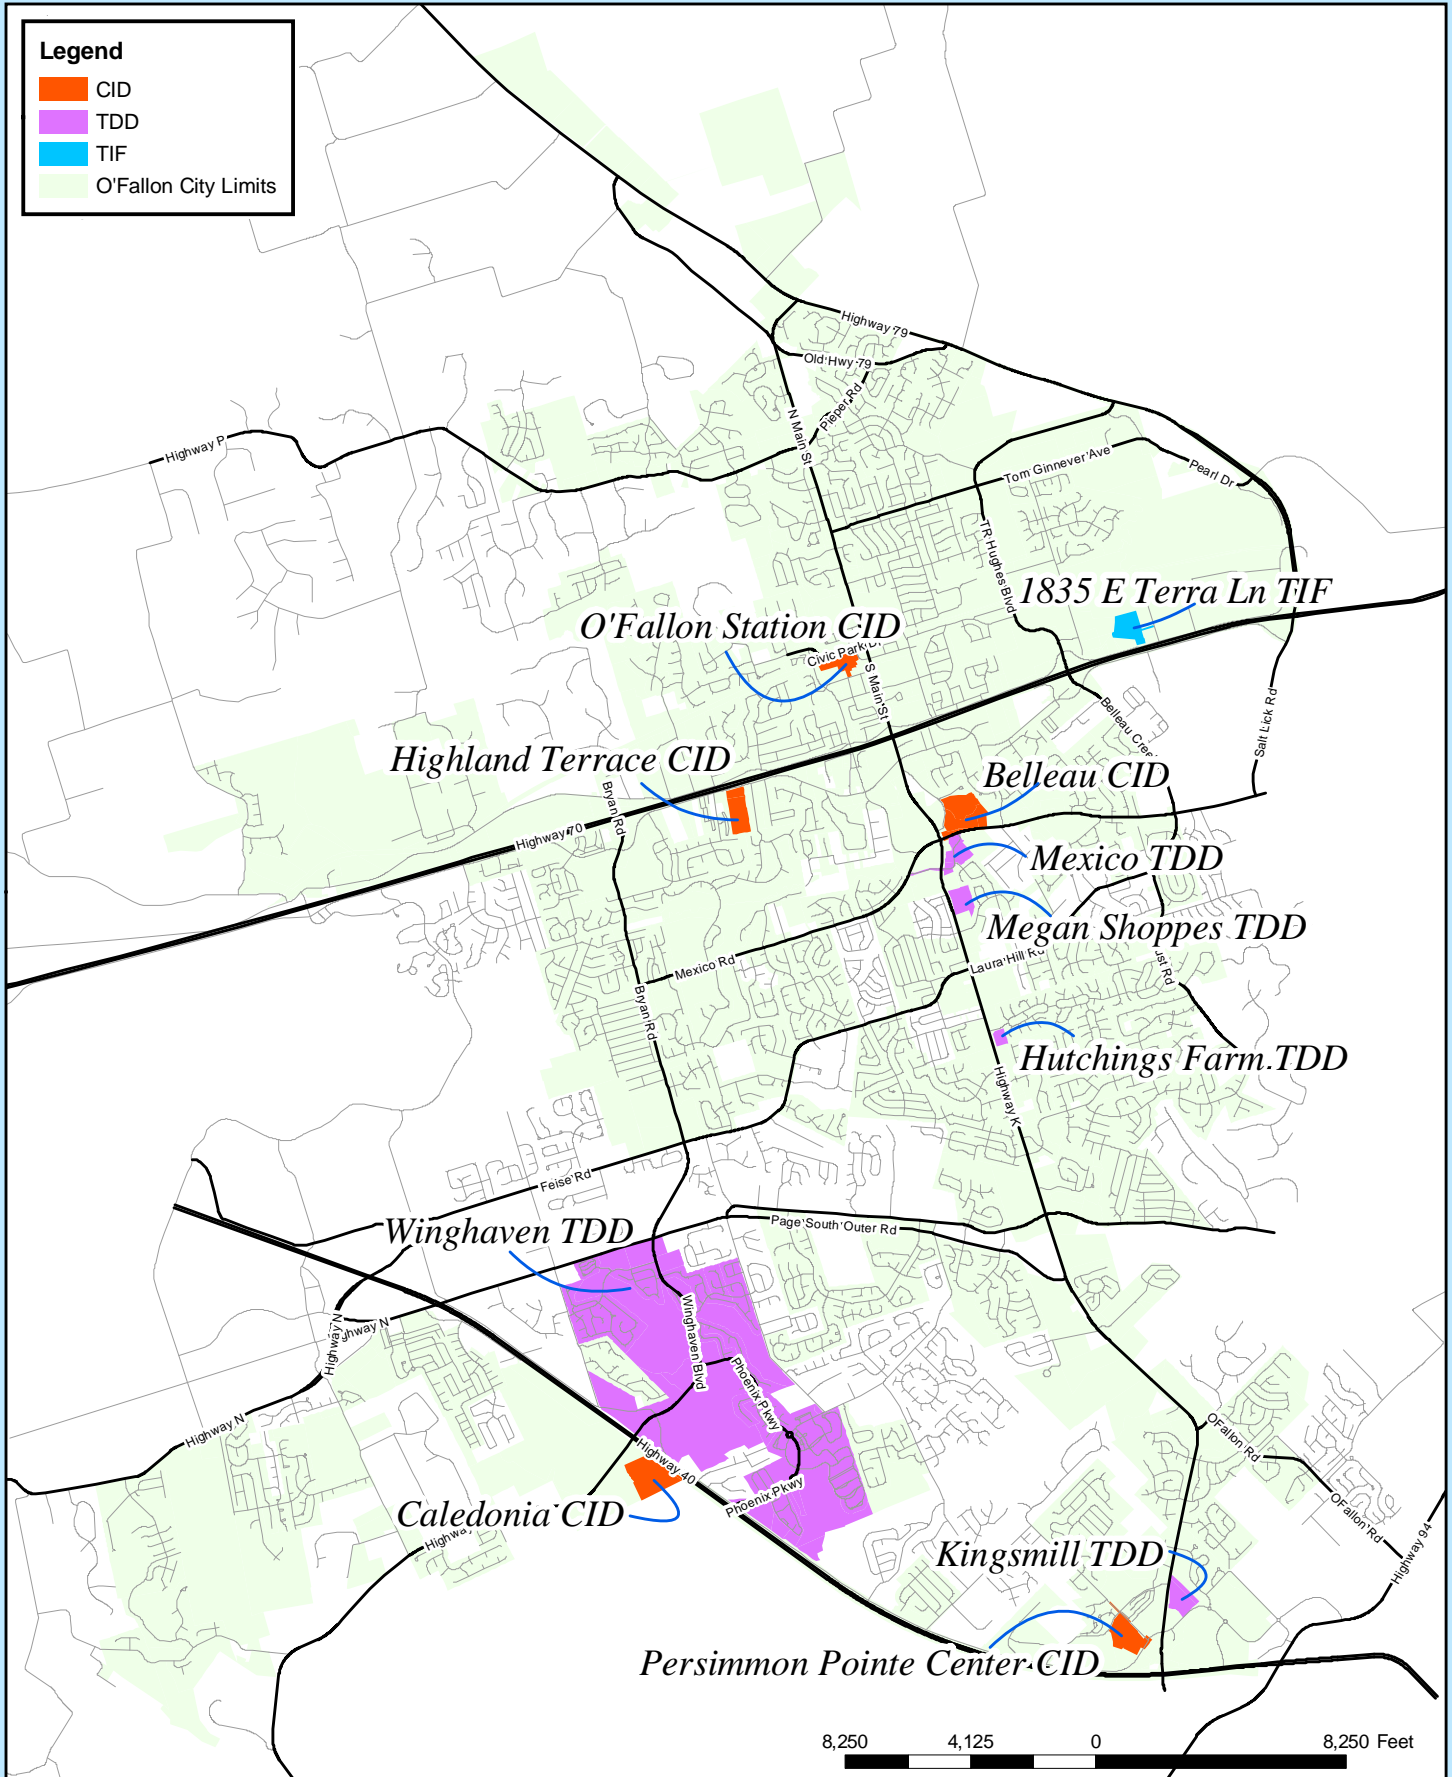 Legend
CID
TDD
TIF
O'Fallon City Limits
Highway 79
Old Hwy 79
Pieper Rd
N Main St
Highway P
Tom Ginnever Ave
Pearl Dr
TR Hughes Blvd
1835 E Terra Ln TIF
O'Fallon Station CID
Civic Park
S Main St
Salt Lick Rd
Highland Terrace CID
Belleau CID
Bryan Rd
Highway 70
Mexico TDD
Megan Shoppes TDD
Mexico Rd
Laura Hill Rd
Bryan Rd
Hutchings Farm TDD
Highway K
Feise Rd
Winghaven TDD
Page South Outer Rd
Winghaven Blvd
Highway N
Phoenix Pkwy
Highway N
O'Fallon Rd
Highway 40
Phoenix Pkwy
Caledonia CID
O'Fallon Rd
Highway 94
Kingsmill TDD
Persimmon Pointe Center CID
8,250 4,125 0 8,250 Feet